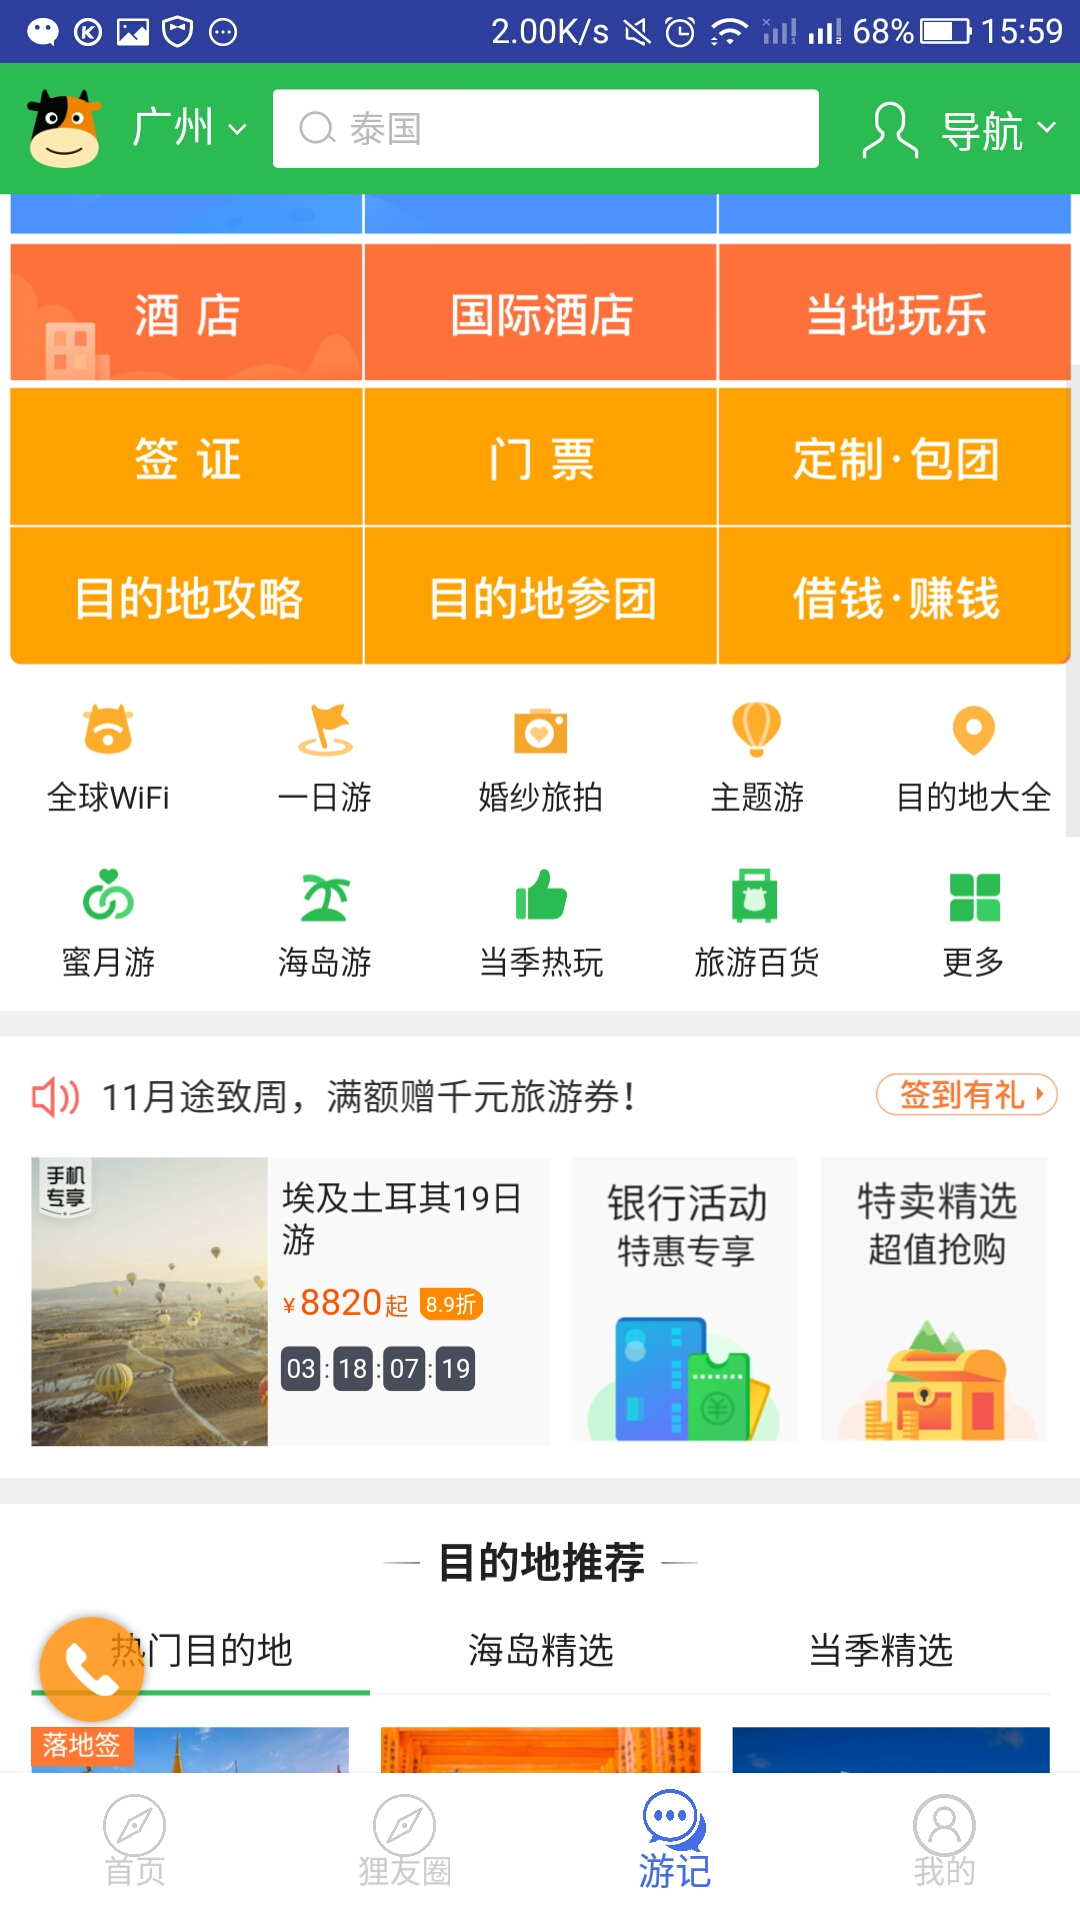 2.00K/s 68% 15:59
广州 泰国 导航
酒 店 国际酒店 当地玩乐
签 证 门 票 定制·包团
目的地攻略 目的地参团 借钱·赚钱
全球WiFi 一日游 婚纱旅拍 主题游 目的地大全
蜜月游 海岛游 当季热玩 旅游百货 更多
11月途致周，满额赠千元旅游券！ 签到有礼
手机
专享
埃及土耳其19日
游
¥8820起 8.9折
03:18:07:19
银行活动
特惠专享
特卖精选
超值抢购
目的地推荐
热门目的地 海岛精选 当季精选
落地签
首页 狸友圈 游记 我的